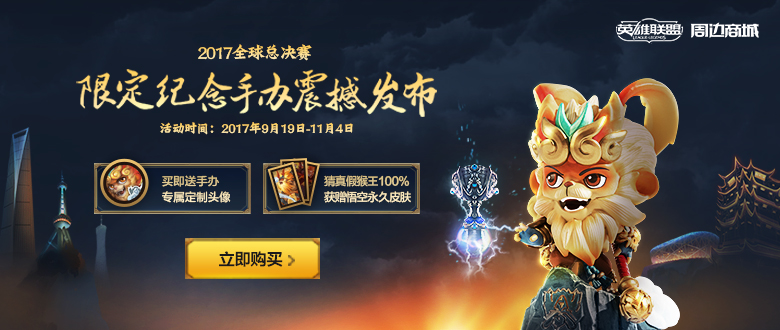 英雄联盟
LEAGUE OF LEGENDS
周边商城
2017全球总决赛
限定纪念手办震撼发布
活动时间：2017年9月19日-11月4日
买即送手办
专属定制头像
猜真假猴王100%
获赠悟空永久皮肤
立即购买 >